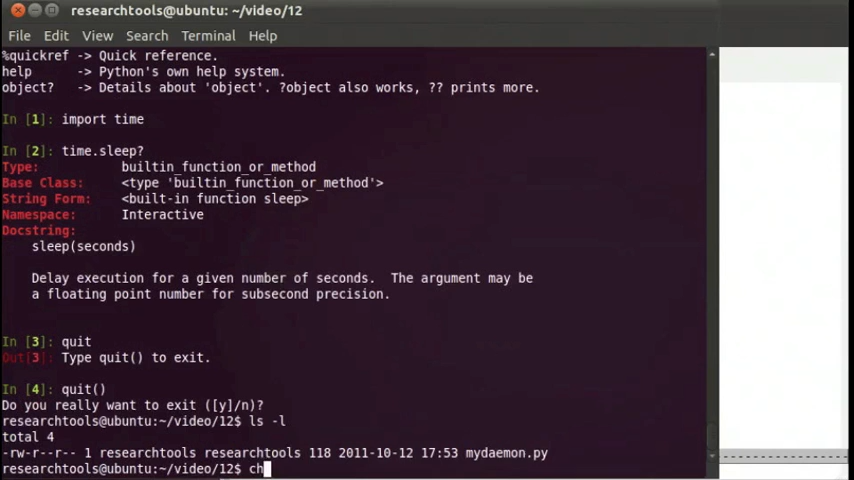 researchtools@ubuntu: ~/video/12
File Edit View Search Terminal Help
%quickref -> Quick reference.
help      -> Python's own help system.
object?   -> Details about 'object'. ?object also works, ?? prints more.
In [1]: import time
In [2]: time.sleep?
Type:           builtin_function_or_method
Base Class:     <type 'builtin_function_or_method'>
String Form:    <built-in function sleep>
Namespace:      Interactive
Docstring:
    sleep(seconds)
    Delay execution for a given number of seconds.  The argument may be
    a floating point number for subsecond precision.
In [3]: quit
Out[3]: Type quit() to exit.
In [4]: quit()
Do you really want to exit ([y]/n)?
researchtools@ubuntu:~/video/12$ ls -l
total 4
-rw-r--r-- 1 researchtools researchtools 118 2011-10-12 17:53 mydaemon.py
researchtools@ubuntu:~/video/12$ ch